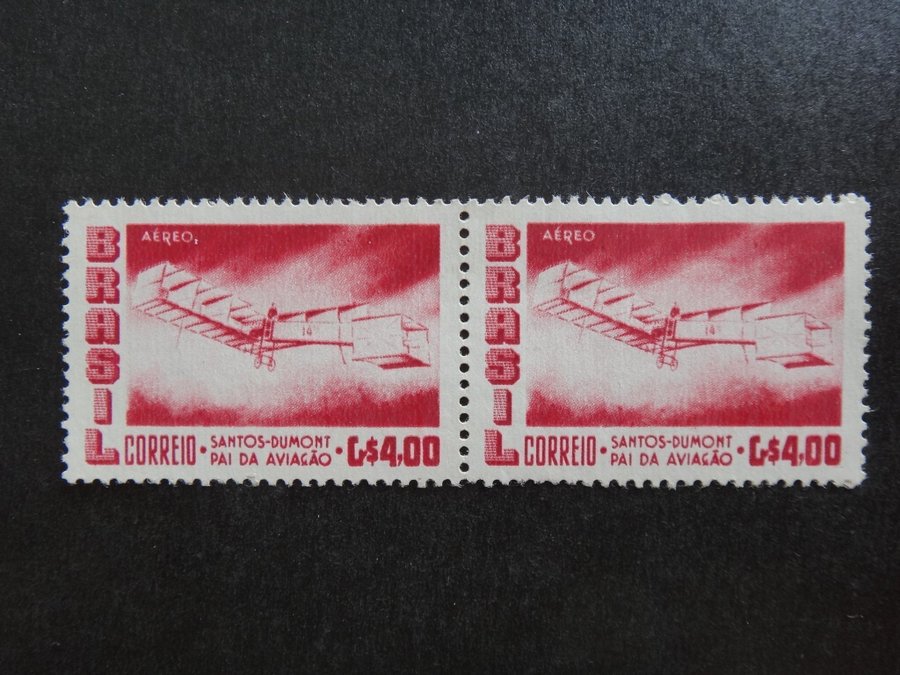 BRASIL
AÉREO
14
CORREIO • SANTOS-DUMONT
PAI DA AVIAÇÃO • Cr$4,00
BRASIL
AÉREO
14
CORREIO • SANTOS-DUMONT
PAI DA AVIAÇÃO • Cr$4,00